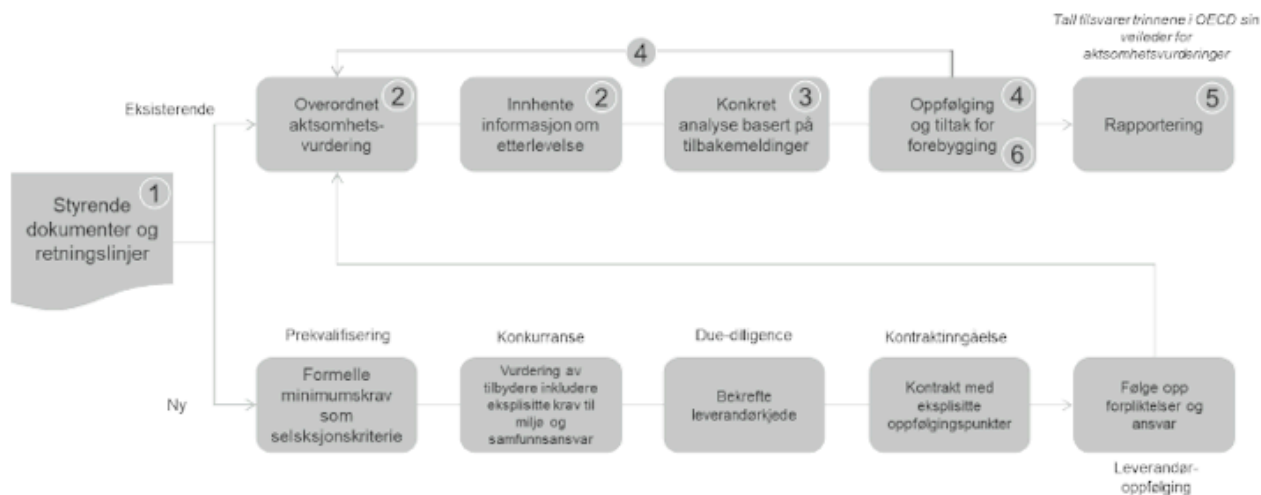 Tall tilsvarer trinnene i OECD sin
veileder for
aktsomhetsvurderinger
4
Eksisterende
Overordnet
aktsomhets-
vurdering
2
Innhente
informasjon om
etterlevelse
2
Konkret
analyse basert på
tilbakemeldinger
3
Oppfølging
og tiltak for
forebygging
4
6
Rapportering
5
Styrende
dokumenter og
retningslinjer
1
Ny
Prekvalifisering
Formelle
minimumskrav
som
selsksjonskriterie
Konkurranse
Vurdering av
tilbydere inkludere
eksplisitte krav til
miljø og
samfunnsansvar
Due-dilligence
Bekrefte
leverandørkjede
Kontraktinngåelse
Kontrakt med
eksplisitte
oppfølgingspunkter
Følge opp
forpliktelser og
ansvar
Leverandør-
oppfølging